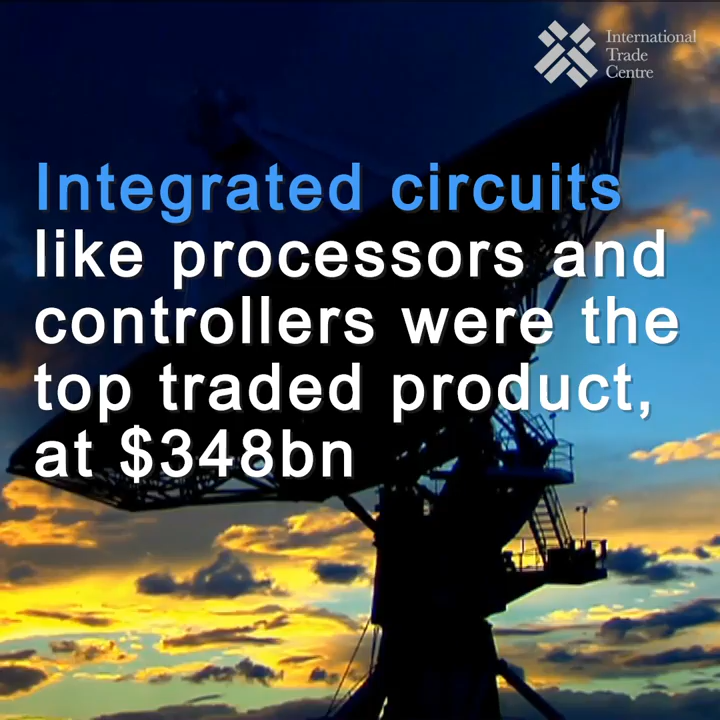 International
Trade
Centre
Integrated circuits
like processors and
controllers were the
top traded product,
at $348bn